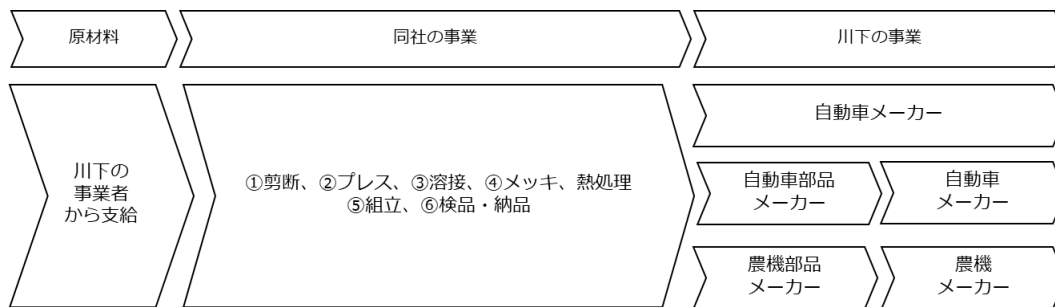 原材料
同社の事業
川下の事業
川下の
事業者
から支給
①剪断、②プレス、③溶接、④メッキ、熱処理
⑤組立、⑥検品・納品
自動車メーカー
自動車部品
メーカー
自動車
メーカー
農機部品
メーカー
農機
メーカー